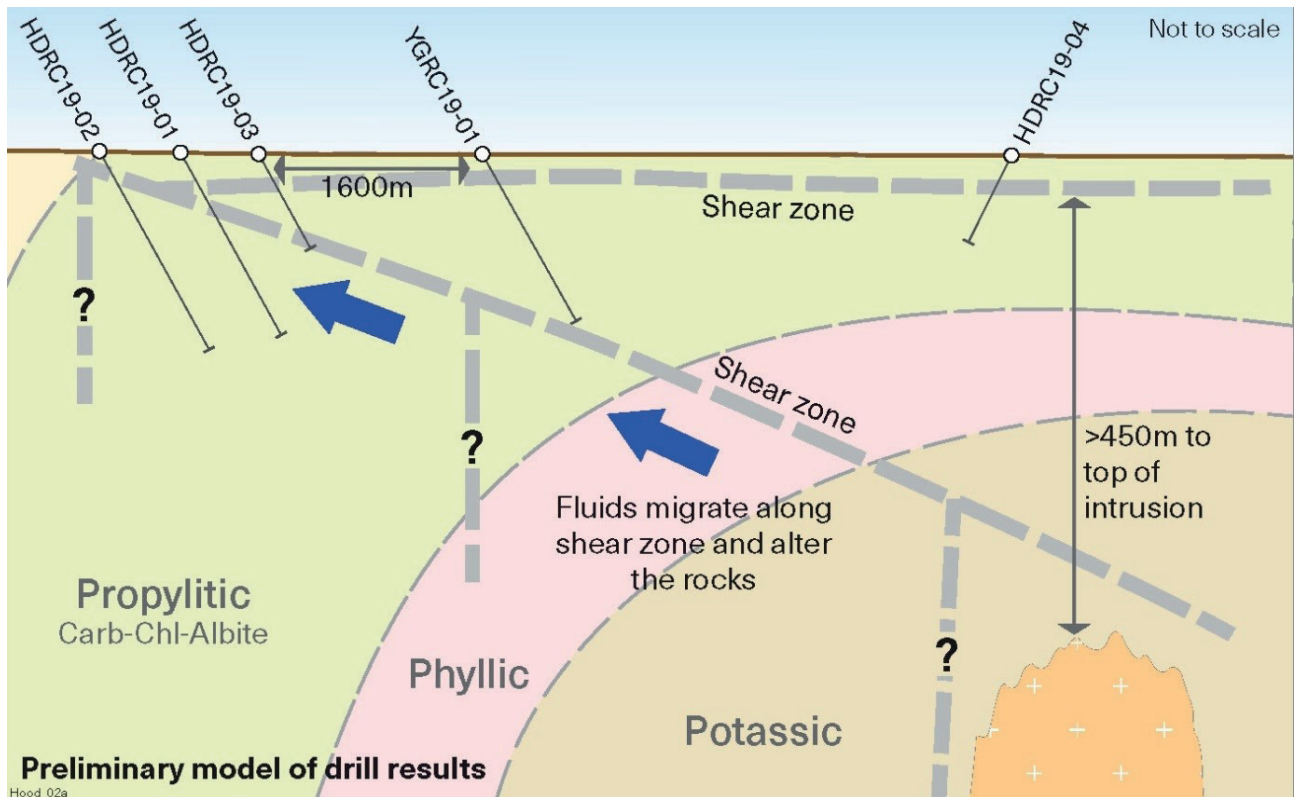 Not to scale
HDRC19-02
HDRC19-01
HDRC19-03
YGRC19-01
HDRC19-04
1600m
Shear zone
?
?
Shear zone
>450m to
top of
intrusion
Fluids migrate along
shear zone and alter
the rocks
Propylitic
Carb-Chl-Albite
Phyllic
?
Potassic
Preliminary model of drill results
Hood_02a